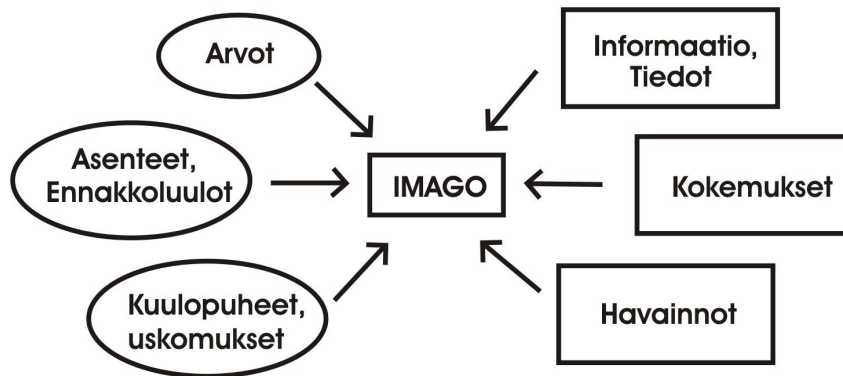 Arvot
Informaatio,
Tiedot
Asenteet,
Ennakkoluulot
IMAGO
Kokemukset
Kuulopuheet,
uskomukset
Havainnot